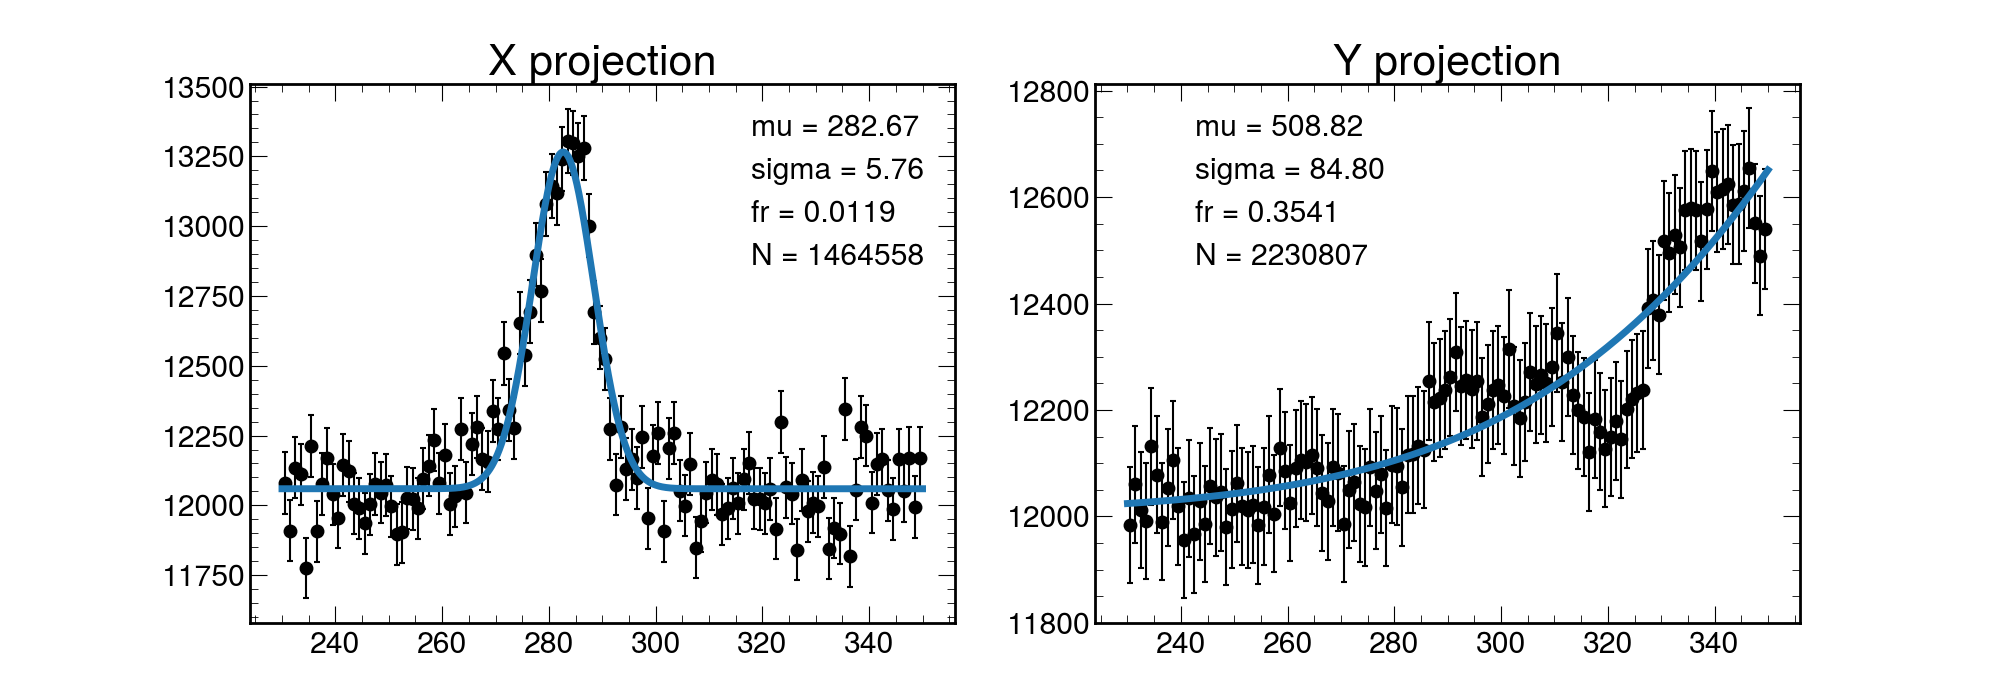 X projection
mu = 282.67
sigma = 5.76
fr = 0.0119
N = 1464558
13500
13250
13000
12750
12500
12250
12000
11750
240 260 280 300 320 340
Y projection
mu = 508.82
sigma = 84.80
fr = 0.3541
N = 2230807
12800
12600
12400
12200
12000
11800
240 260 280 300 320 340